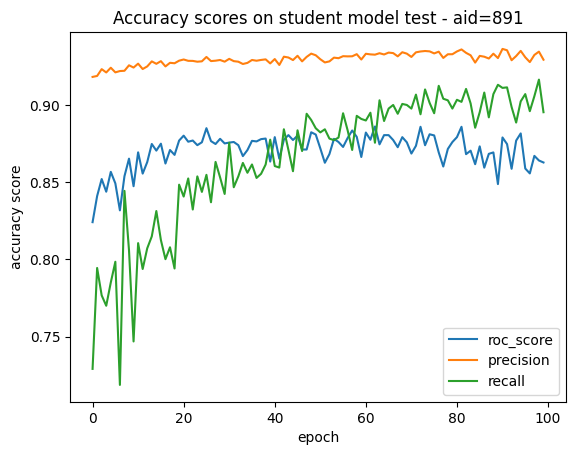 Accuracy scores on student model test - aid=891
accuracy score
0.90
0.85
0.80
0.75
0
20
40
60
80
100
epoch
roc_score
precision
recall